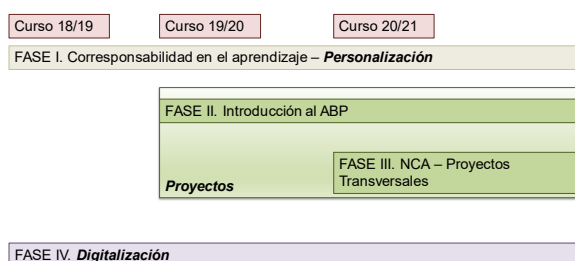 Curso 18/19
Curso 19/20
Curso 20/21
FASE I. Corresponsabilidad en el aprendizaje – Personalización
FASE II. Introducción al ABP
FASE III. NCA – Proyectos
Transversales
Proyectos
FASE IV. Digitalización